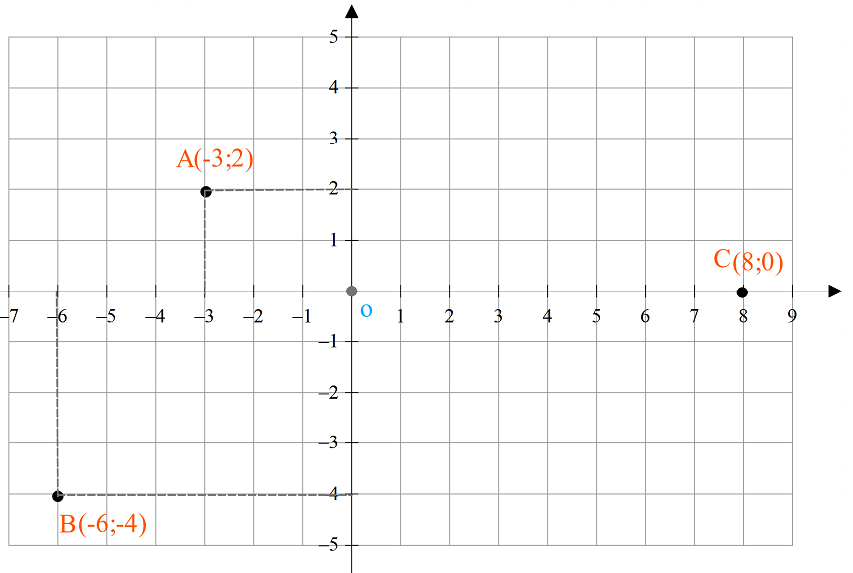 5
4
3
A(-3;2)
2
1
C(8;0)
o
–7 –6 –5 –4 –3 –2 –1 1 2 3 4 5 6 7 8 9
–1
–2
–3
–4
B(-6;-4)
–5